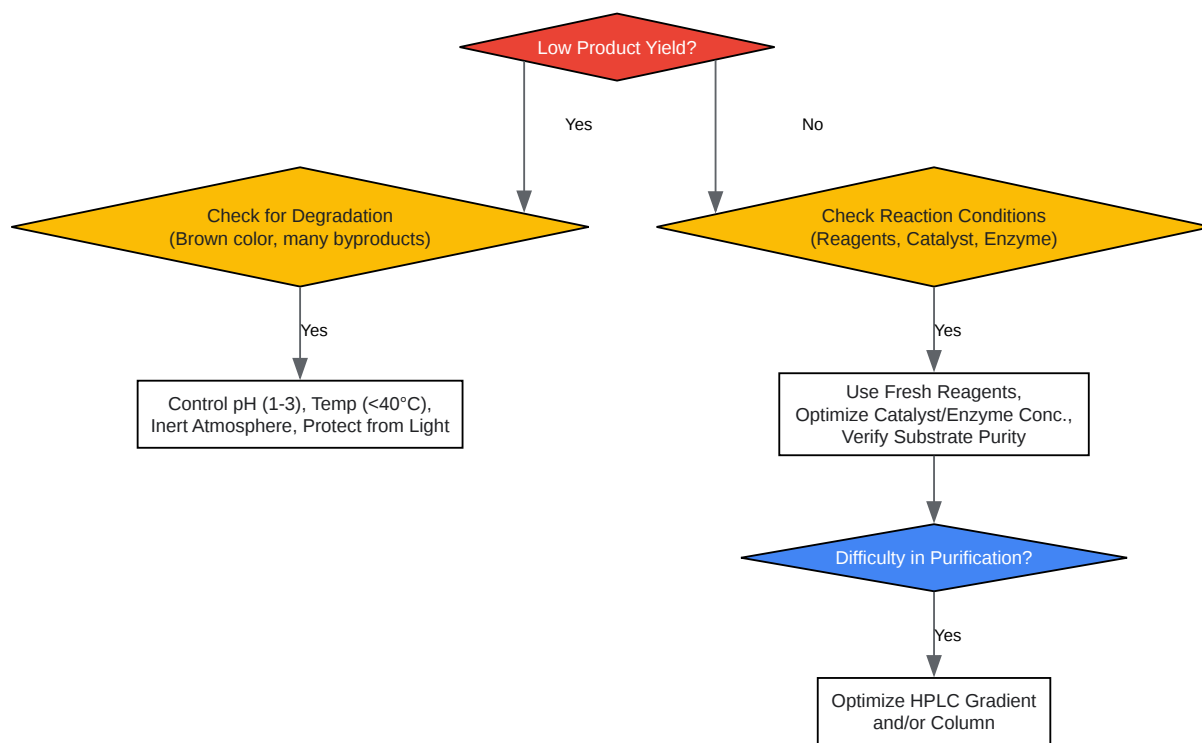 Low Product Yield?
Yes
No
Check for Degradation
(Brown color, many byproducts)
Check Reaction Conditions
(Reagents, Catalyst, Enzyme)
Yes
Yes
Control pH (1-3), Temp (<40°C),
Inert Atmosphere, Protect from Light
Use Fresh Reagents,
Optimize Catalyst/Enzyme Conc.,
Verify Substrate Purity
Difficulty in Purification?
Yes
Optimize HPLC Gradient
and/or Column